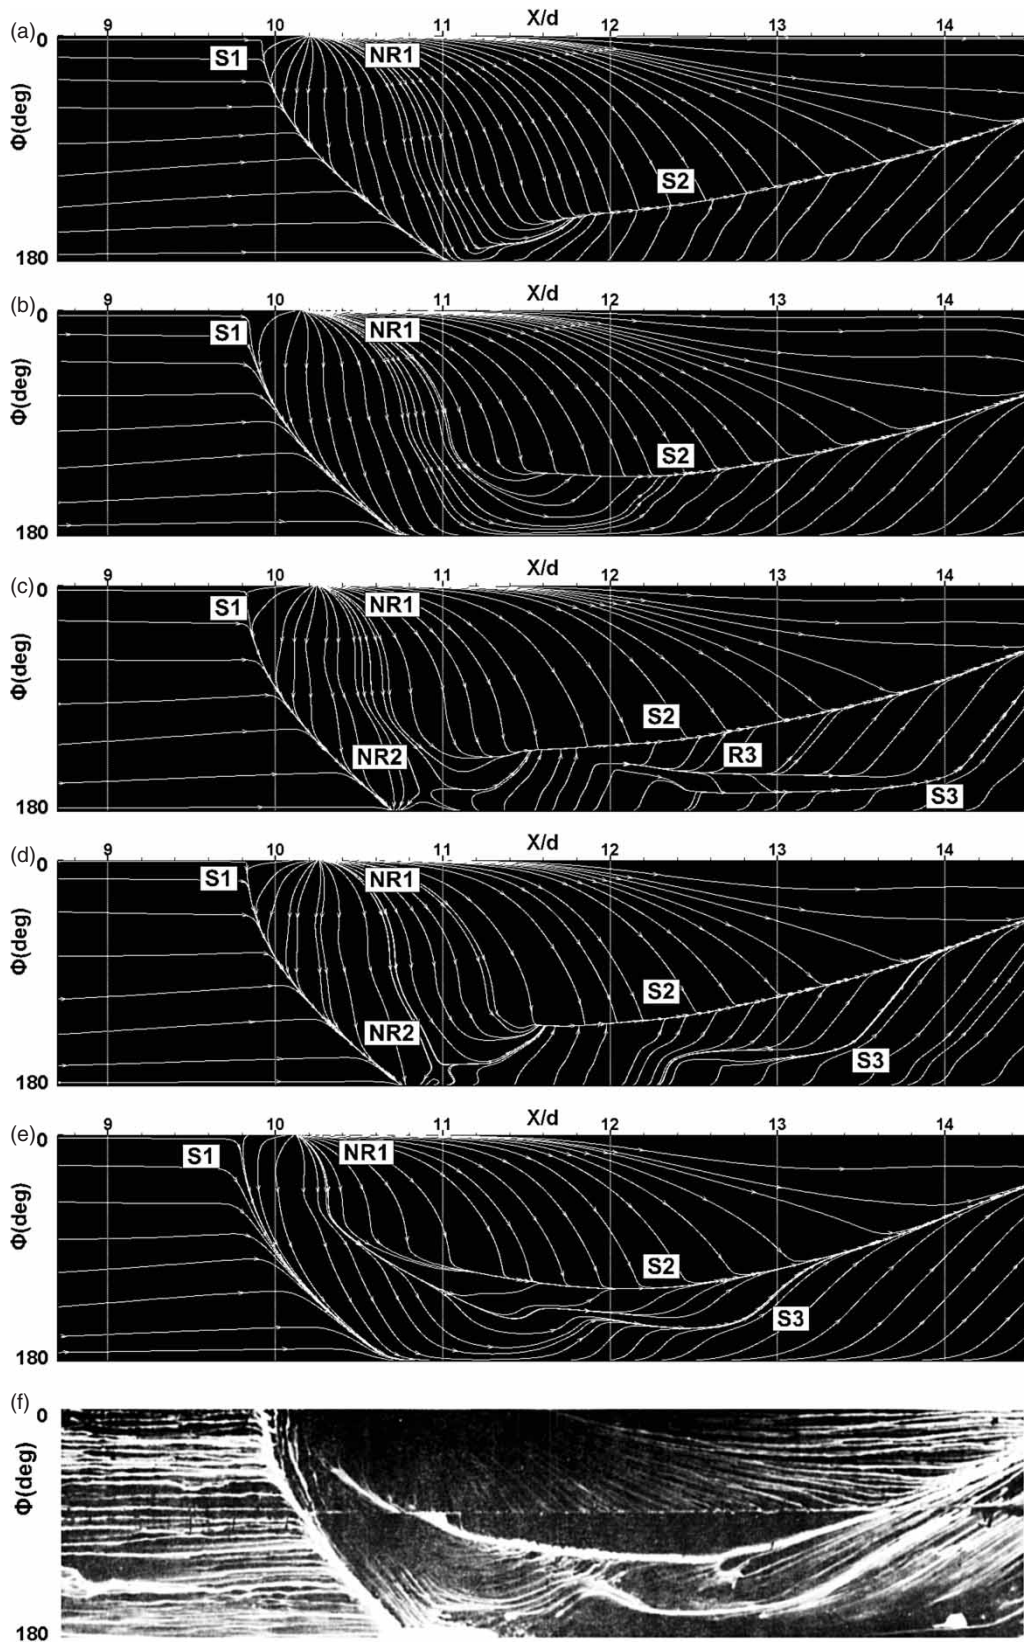 (a)
X/d
0 9 10 11 12 13 14
S1 NR1
S2
Φ(deg)
180
(b)
X/d
0 9 10 11 12 13 14
S1 NR1
S2
Φ(deg)
180
(c)
X/d
0 9 10 11 12 13 14
S1 NR1
S2
NR2 R3
S3
Φ(deg)
180
(d)
X/d
0 9 10 11 12 13 14
S1 NR1
S2
NR2
S3
Φ(deg)
180
(e)
X/d
0 9 10 11 12 13 14
S1 NR1
S2
S3
Φ(deg)
180
(f)
0
Φ(deg)
180